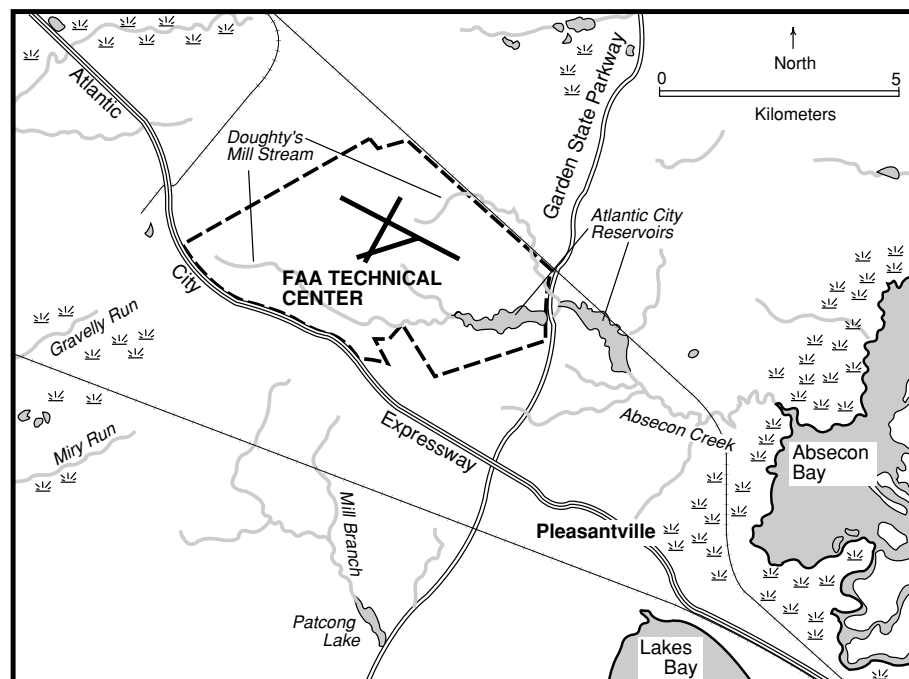 North
0 5
Kilometers
Atlantic
City
Expressway
Garden State Parkway
Doughty's
Mill Stream
Atlantic City
Reservoirs
FAA TECHNICAL
CENTER
Gravelly Run
Miry Run
Absecon Creek
Absecon
Bay
Mill Branch
Pleasantville
Patcong
Lake
Lakes
Bay